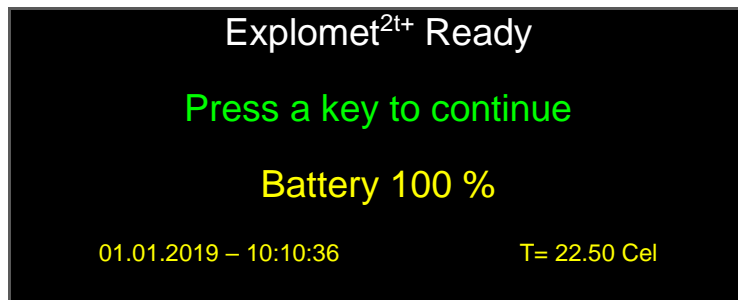 Explomet²ᵗ⁺ Ready
Press a key to continue
Battery 100 %
01.01.2019 – 10:10:36 T= 22.50 Cel